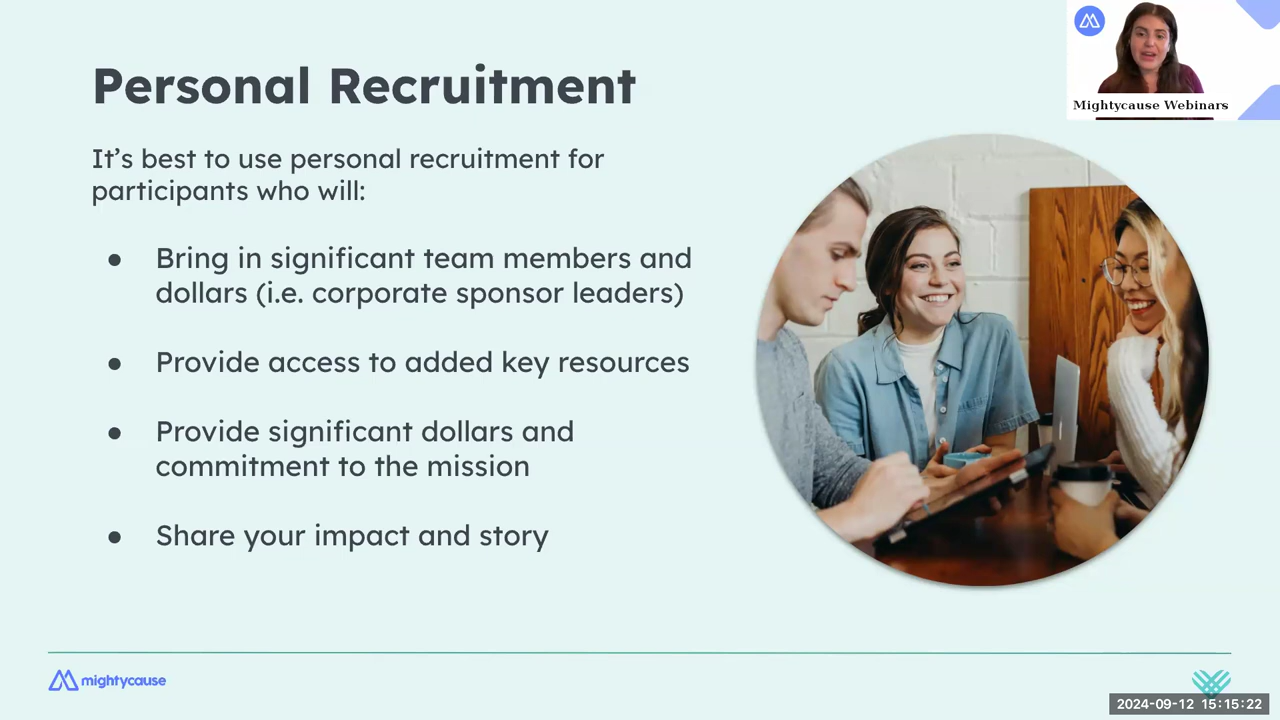 Personal Recruitment
Mightycause Webinars
It's best to use personal recruitment for
participants who will:
● Bring in significant team members and
dollars (i.e. corporate sponsor leaders)
● Provide access to added key resources
● Provide significant dollars and
commitment to the mission
● Share your impact and story
mightycause
2024-09-12 15:15:22